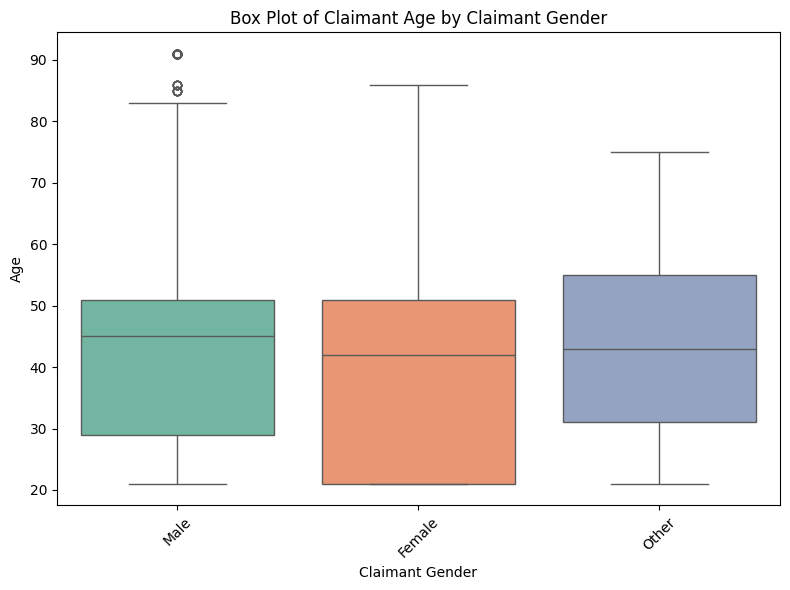 Box Plot of Claimant Age by Claimant Gender
90
80
70
60
50
40
30
20
Age
Male
Female
Other
Claimant Gender